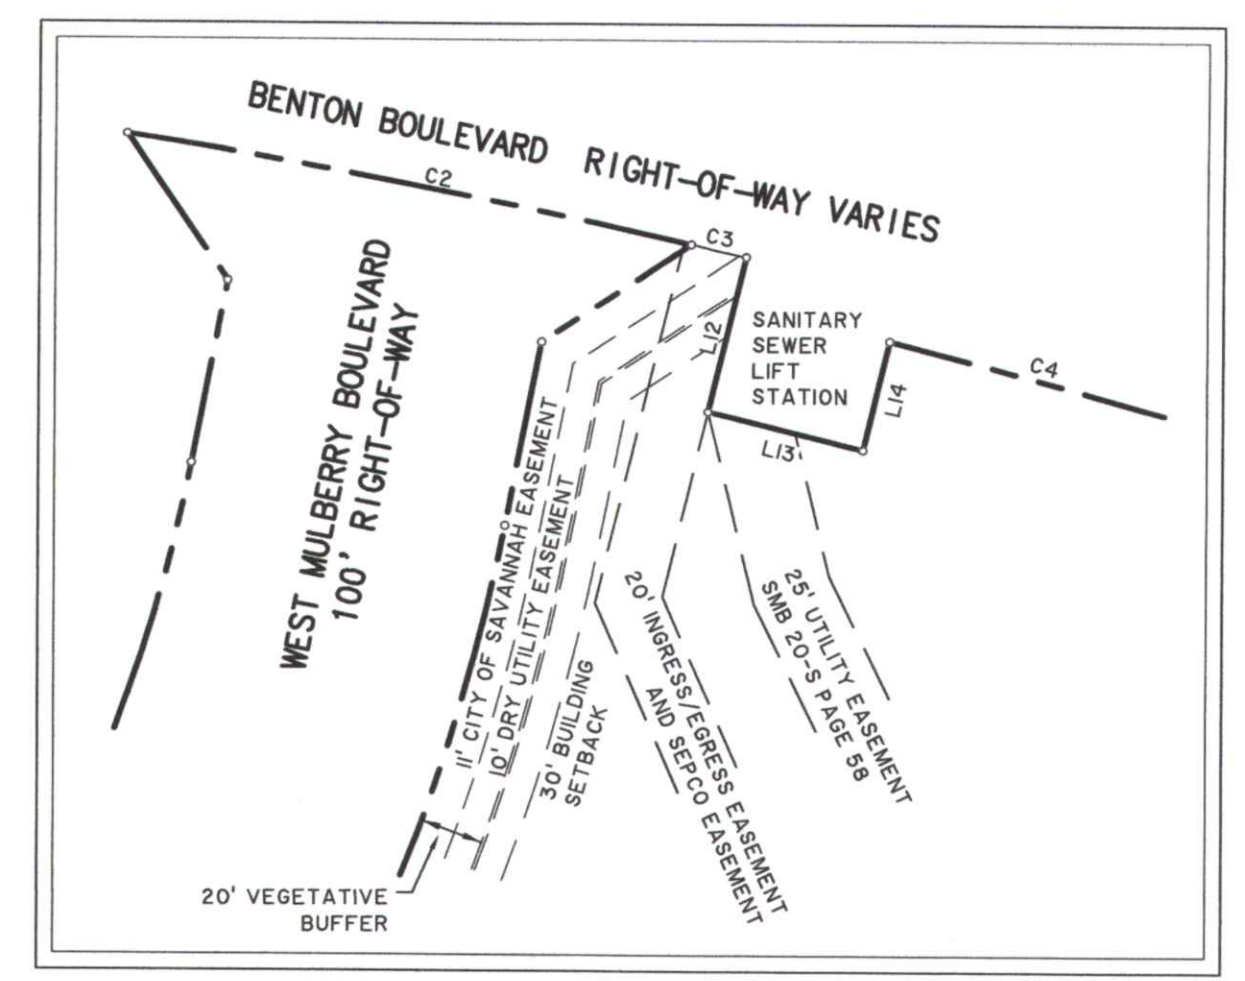 BENTON BOULEVARD RIGHT-OF-WAY VARIES
C2
C3
WEST MULBERRY BOULEVARD
100' RIGHT-OF-WAY
L12
SANITARY
SEWER
LIFT
STATION
L14
C4
L13
11' CITY OF SAVANNAH EASEMENT
10' DRY UTILITY EASEMENT
30' BUILDING
SETBACK
20' INGRESS/EGRESS EASEMENT
AND SEPCO EASEMENT
25' UTILITY EASEMENT
SMB 20-S PAGE 58
20' VEGETATIVE
BUFFER